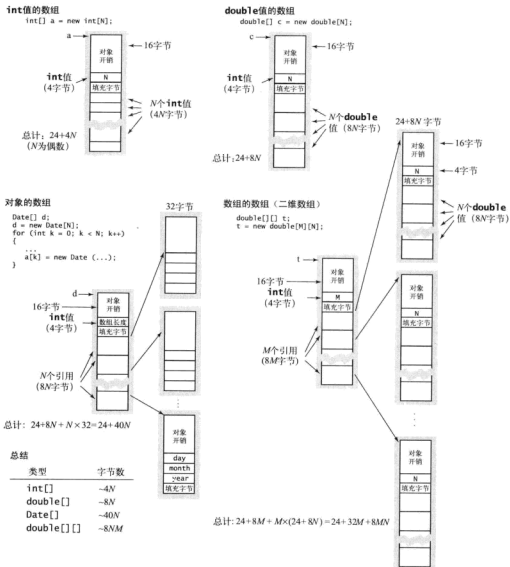 int值的数组
int[] a = new int[N];
a
16字节
对象
开销
int值
(4字节)
N
填充字节
N个int值
(4N字节)
总计：24+4N
(N为偶数)
double值的数组
double[] c = new double[N];
c
16字节
对象
开销
int值
(4字节)
N
填充字节
N个double
值（8N字节）
总计:24+8N
24+8N 字节
对象
开销
16字节
N
4字节
填充字节
N个double
值（8N字节）
对象的数组
Date[] d;
d = new Date[N];
for (int k = 0; k < N; k++)
{
...
a[k] = new Date (...);
}
32字节
d
16字节
对象
开销
int值
(4字节)
数组长度
填充字节
N个引用
(8N字节)
⋮
对象
开销
day
month
year
填充字节
总计：24+8N + N×32=24+40N
数组的数组（二维数组）
double[][] t;
t = new double[M][N];
t
16字节
对象
开销
int值
(4字节)
M
填充字节
M个引用
(8M字节)
对象
开销
N
填充字节
⋮
对象
开销
N
填充字节
总计: 24+8M + M×(24+8N) =24+32M +8MN
总结
类型 字节数
int[] ~4N
double[] ~8N
Date[] ~40N
double[][] ~8NM